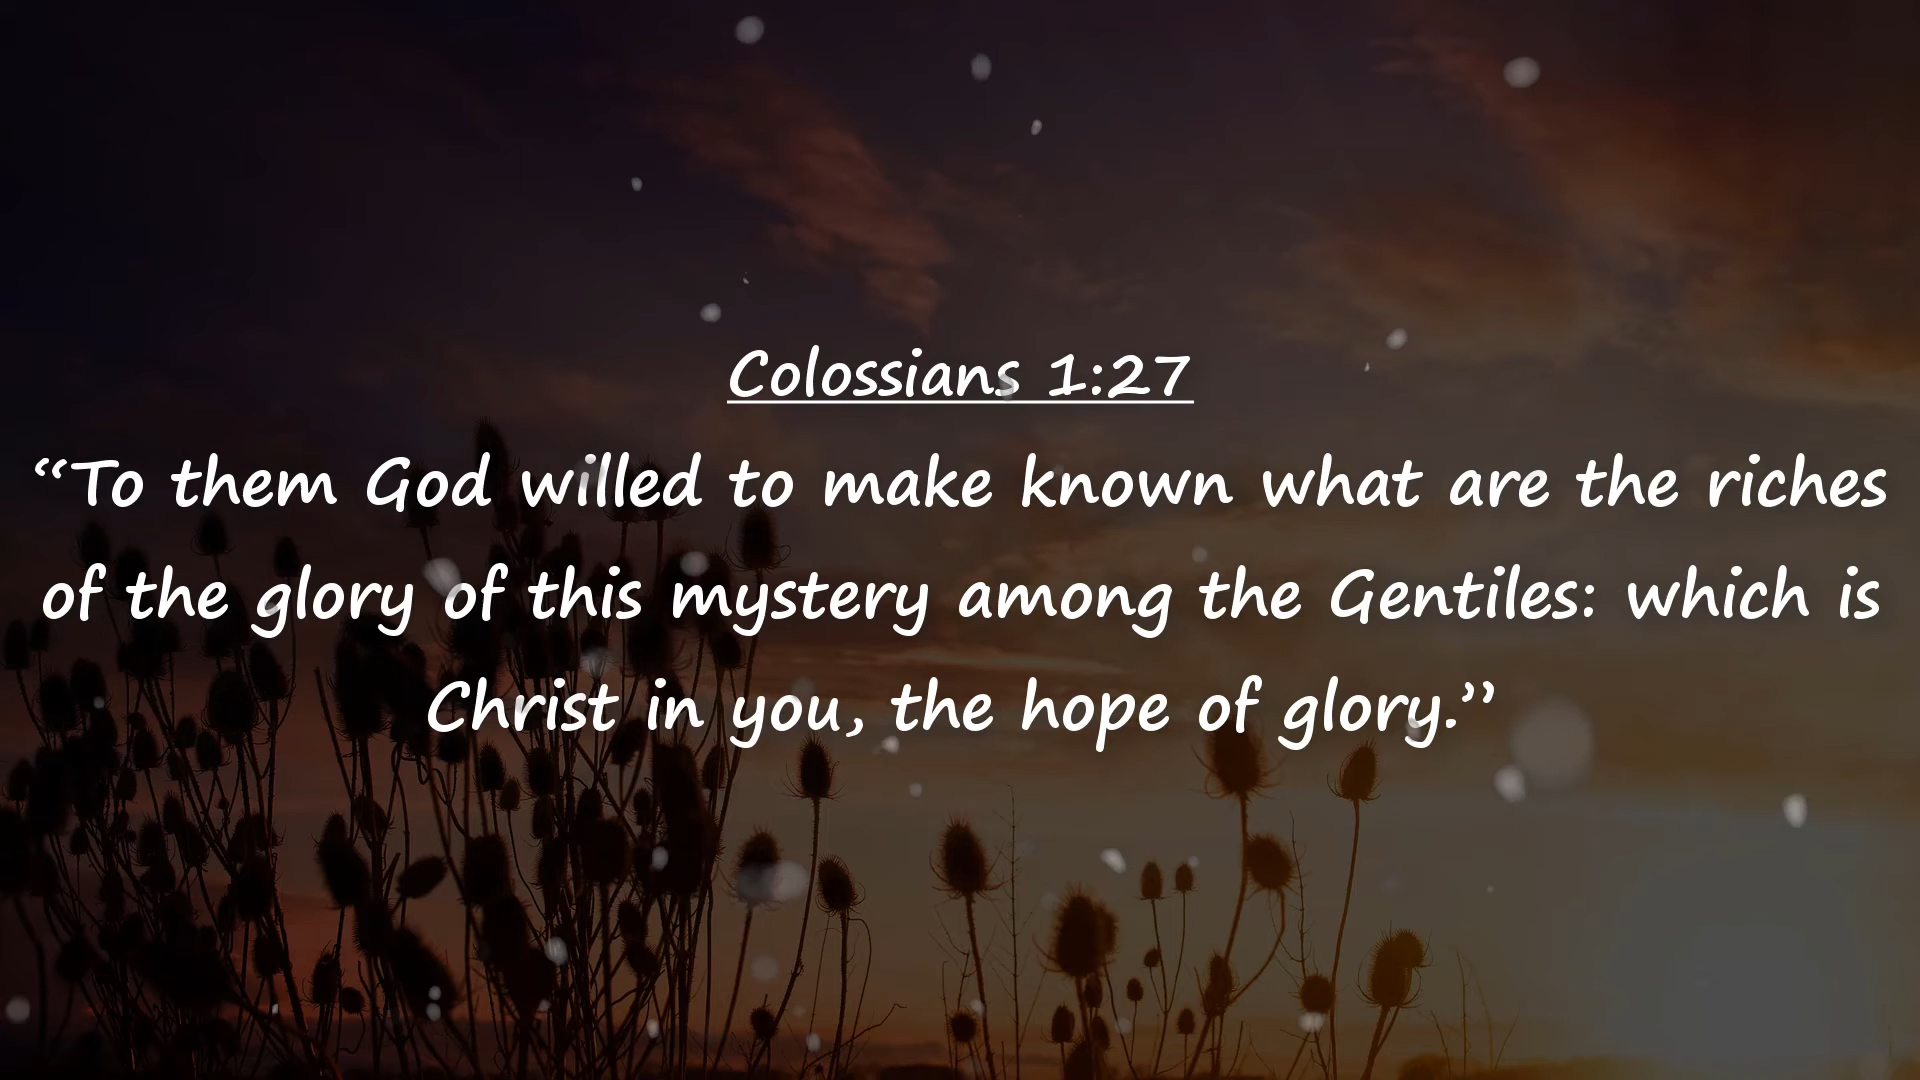 Colossians 1:27
“To them God willed to make known what are the riches
of the glory of this mystery among the Gentiles: which is
Christ in you, the hope of glory.”